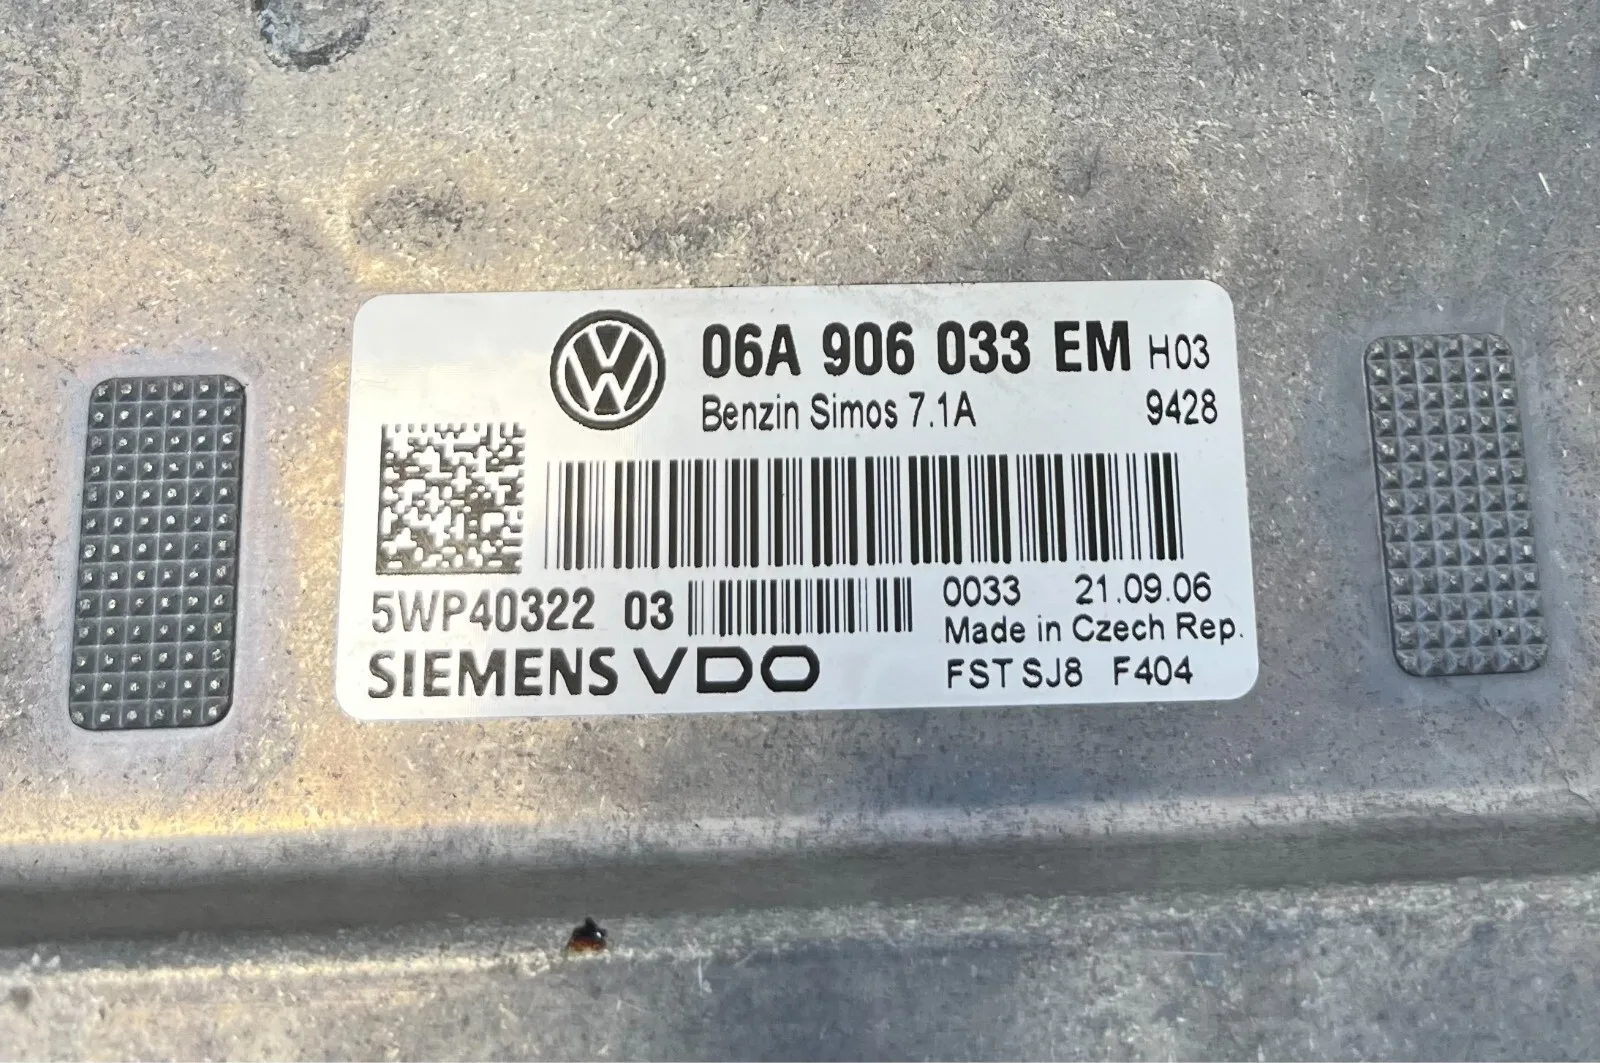 06A 906 033 EM H03
Benzin Simos 7.1A 9428
5WP40322 03 0033 21.09.06
Made in Czech Rep.
SIEMENS VDO FST SJ8 F404